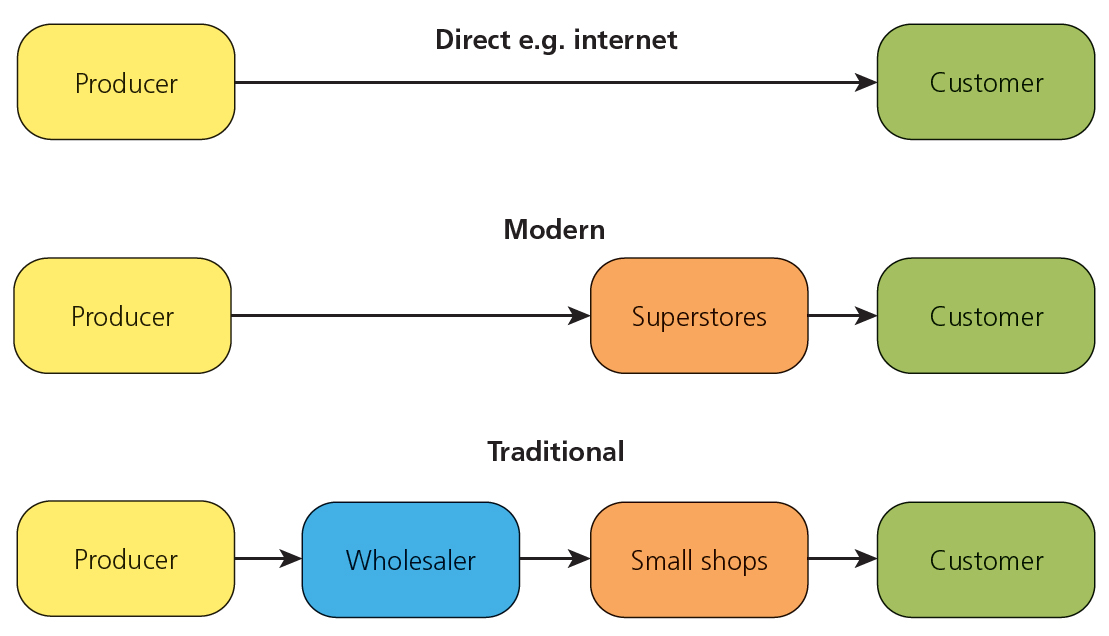 Direct e.g. internet
Producer
Customer
Modern
Producer
Superstores
Customer
Traditional
Producer
Wholesaler
Small shops
Customer